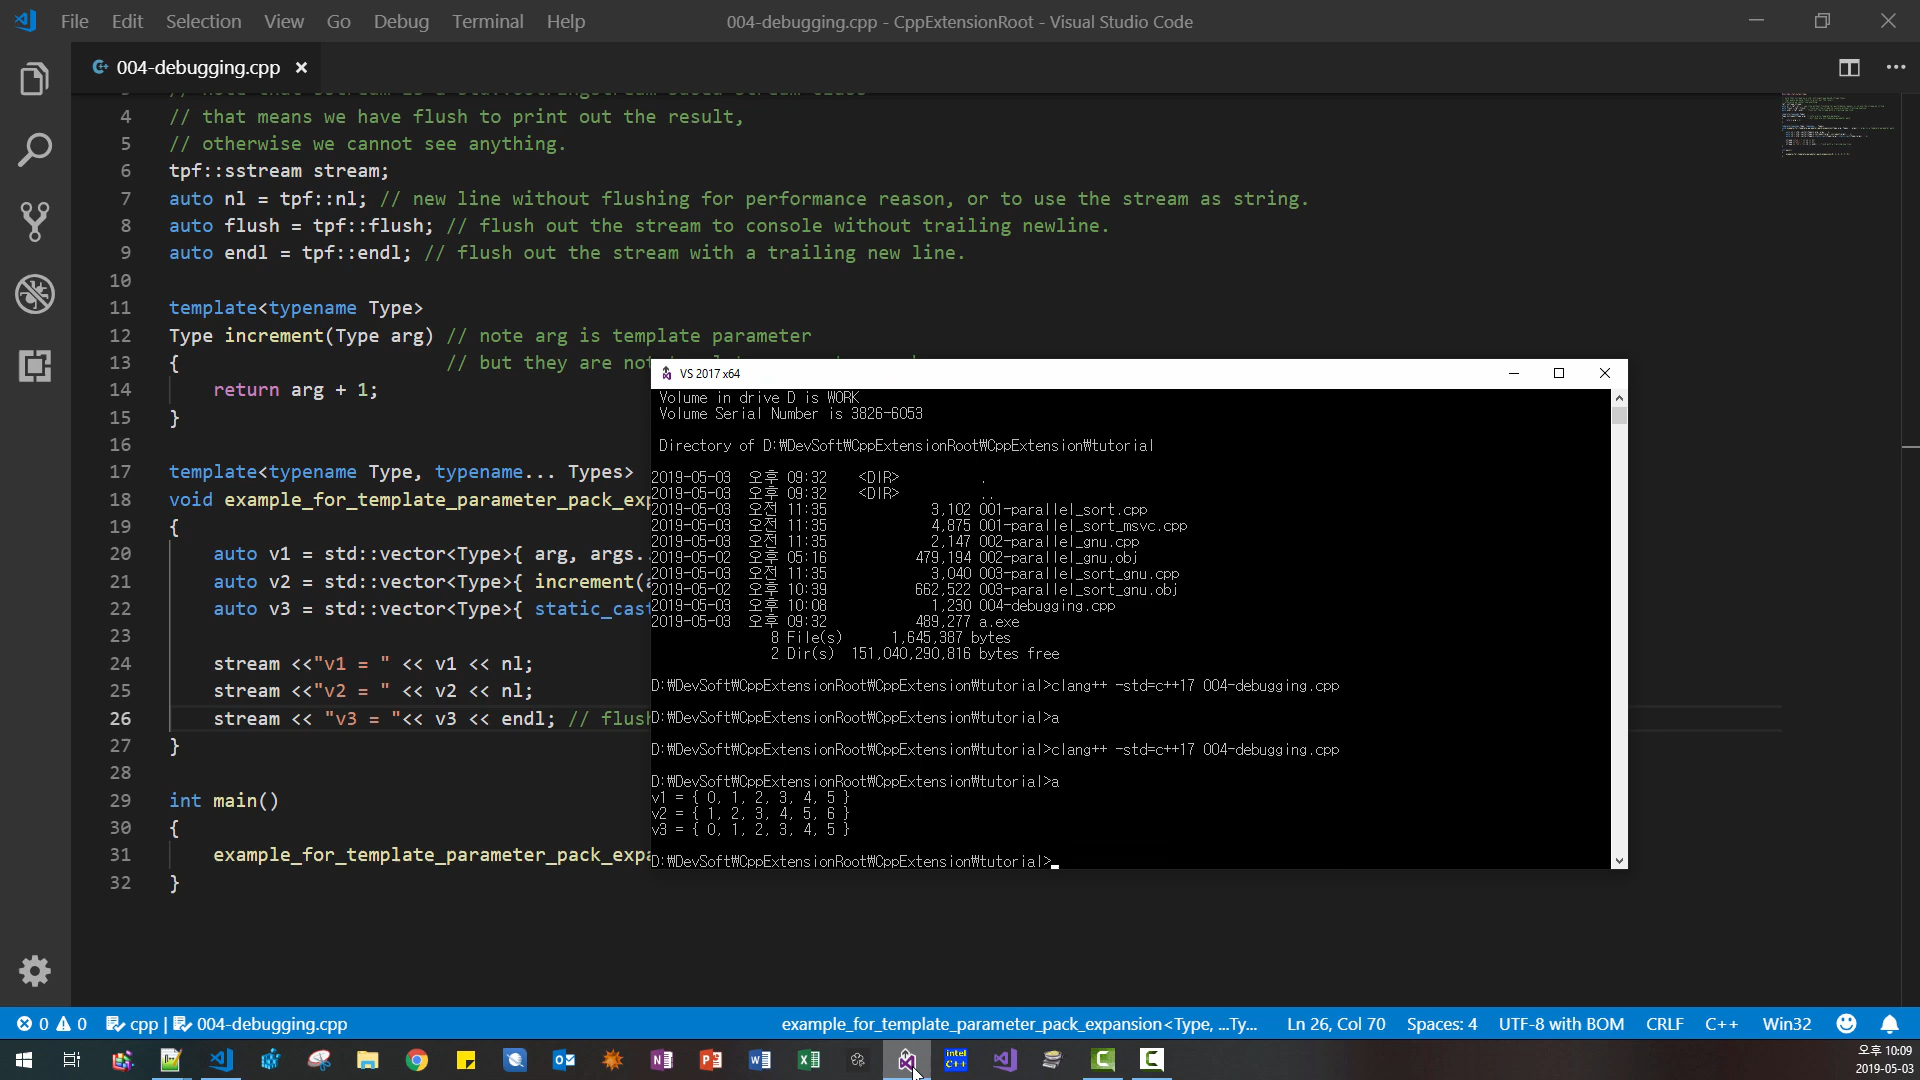 File Edit Selection View Go Debug Terminal Help
004-debugging.cpp - CppExtensionRoot - Visual Studio Code
004-debugging.cpp
4 // that means we have flush to print out the result,
5 // otherwise we cannot see anything.
6 tpf::sstream stream;
7 auto nl = tpf::nl; // new line without flushing for performance reason, or to use the stream as string.
8 auto flush = tpf::flush; // flush out the stream to console without trailing newline.
9 auto endl = tpf::endl; // flush out the stream with a trailing new line.
10
11 template<typename Type>
12 Type increment(Type arg) // note arg is template parameter
13 { // but they are not
14 return arg + 1;
15 }
16
17 template<typename Type, typename... Types>
18 void example_for_template_parameter_pack_exp
19 {
20 auto v1 = std::vector<Type>{ arg, args..
21 auto v2 = std::vector<Type>{ increment(a
22 auto v3 = std::vector<Type>{ static_cast
23
24 stream <<"v1 = " << v1 << nl;
25 stream <<"v2 = " << v2 << nl;
26 stream << "v3 = "<< v3 << endl; // flush
27 }
28
29 int main()
30 {
31 example_for_template_parameter_pack_expa
32 }
VS 2017 x64
Volume in drive D is WORK
Volume Serial Number is 3826-6053
Directory of D:₩DevSoft₩CppExtensionRoot₩CppExtension₩tutorial
2019-05-03 오후 09:32 <DIR> .
2019-05-03 오후 09:32 <DIR> ..
2019-05-03 오전 11:35 3,102 001-parallel_sort.cpp
2019-05-03 오전 11:35 4,875 001-parallel_sort_msvc.cpp
2019-05-03 오전 11:35 2,147 002-parallel_gnu.cpp
2019-05-02 오후 05:16 479,194 002-parallel_gnu.obj
2019-05-03 오전 11:35 3,040 003-parallel_sort_gnu.cpp
2019-05-02 오후 10:39 662,522 003-parallel_sort_gnu.obj
2019-05-03 오후 10:08 1,230 004-debugging.cpp
2019-05-03 오후 09:32 489,277 a.exe
8 File(s) 1,645,387 bytes
2 Dir(s) 151,040,290,816 bytes free
D:₩DevSoft₩CppExtensionRoot₩CppExtension₩tutorial>clang++ -std=c++17 004-debugging.cpp
D:₩DevSoft₩CppExtensionRoot₩CppExtension₩tutorial>a
D:₩DevSoft₩CppExtensionRoot₩CppExtension₩tutorial>clang++ -std=c++17 004-debugging.cpp
D:₩DevSoft₩CppExtensionRoot₩CppExtension₩tutorial>a
v1 = { 0, 1, 2, 3, 4, 5 }
v2 = { 1, 2, 3, 4, 5, 6 }
v3 = { 0, 1, 2, 3, 4, 5 }
D:₩DevSoft₩CppExtensionRoot₩CppExtension₩tutorial>
0 0 cpp | 004-debugging.cpp
example_for_template_parameter_pack_expansion<Type, ...Ty... Ln 26, Col 70 Spaces: 4 UTF-8 with BOM CRLF C++ Win32
intel C++
오후 10:09
2019-05-03